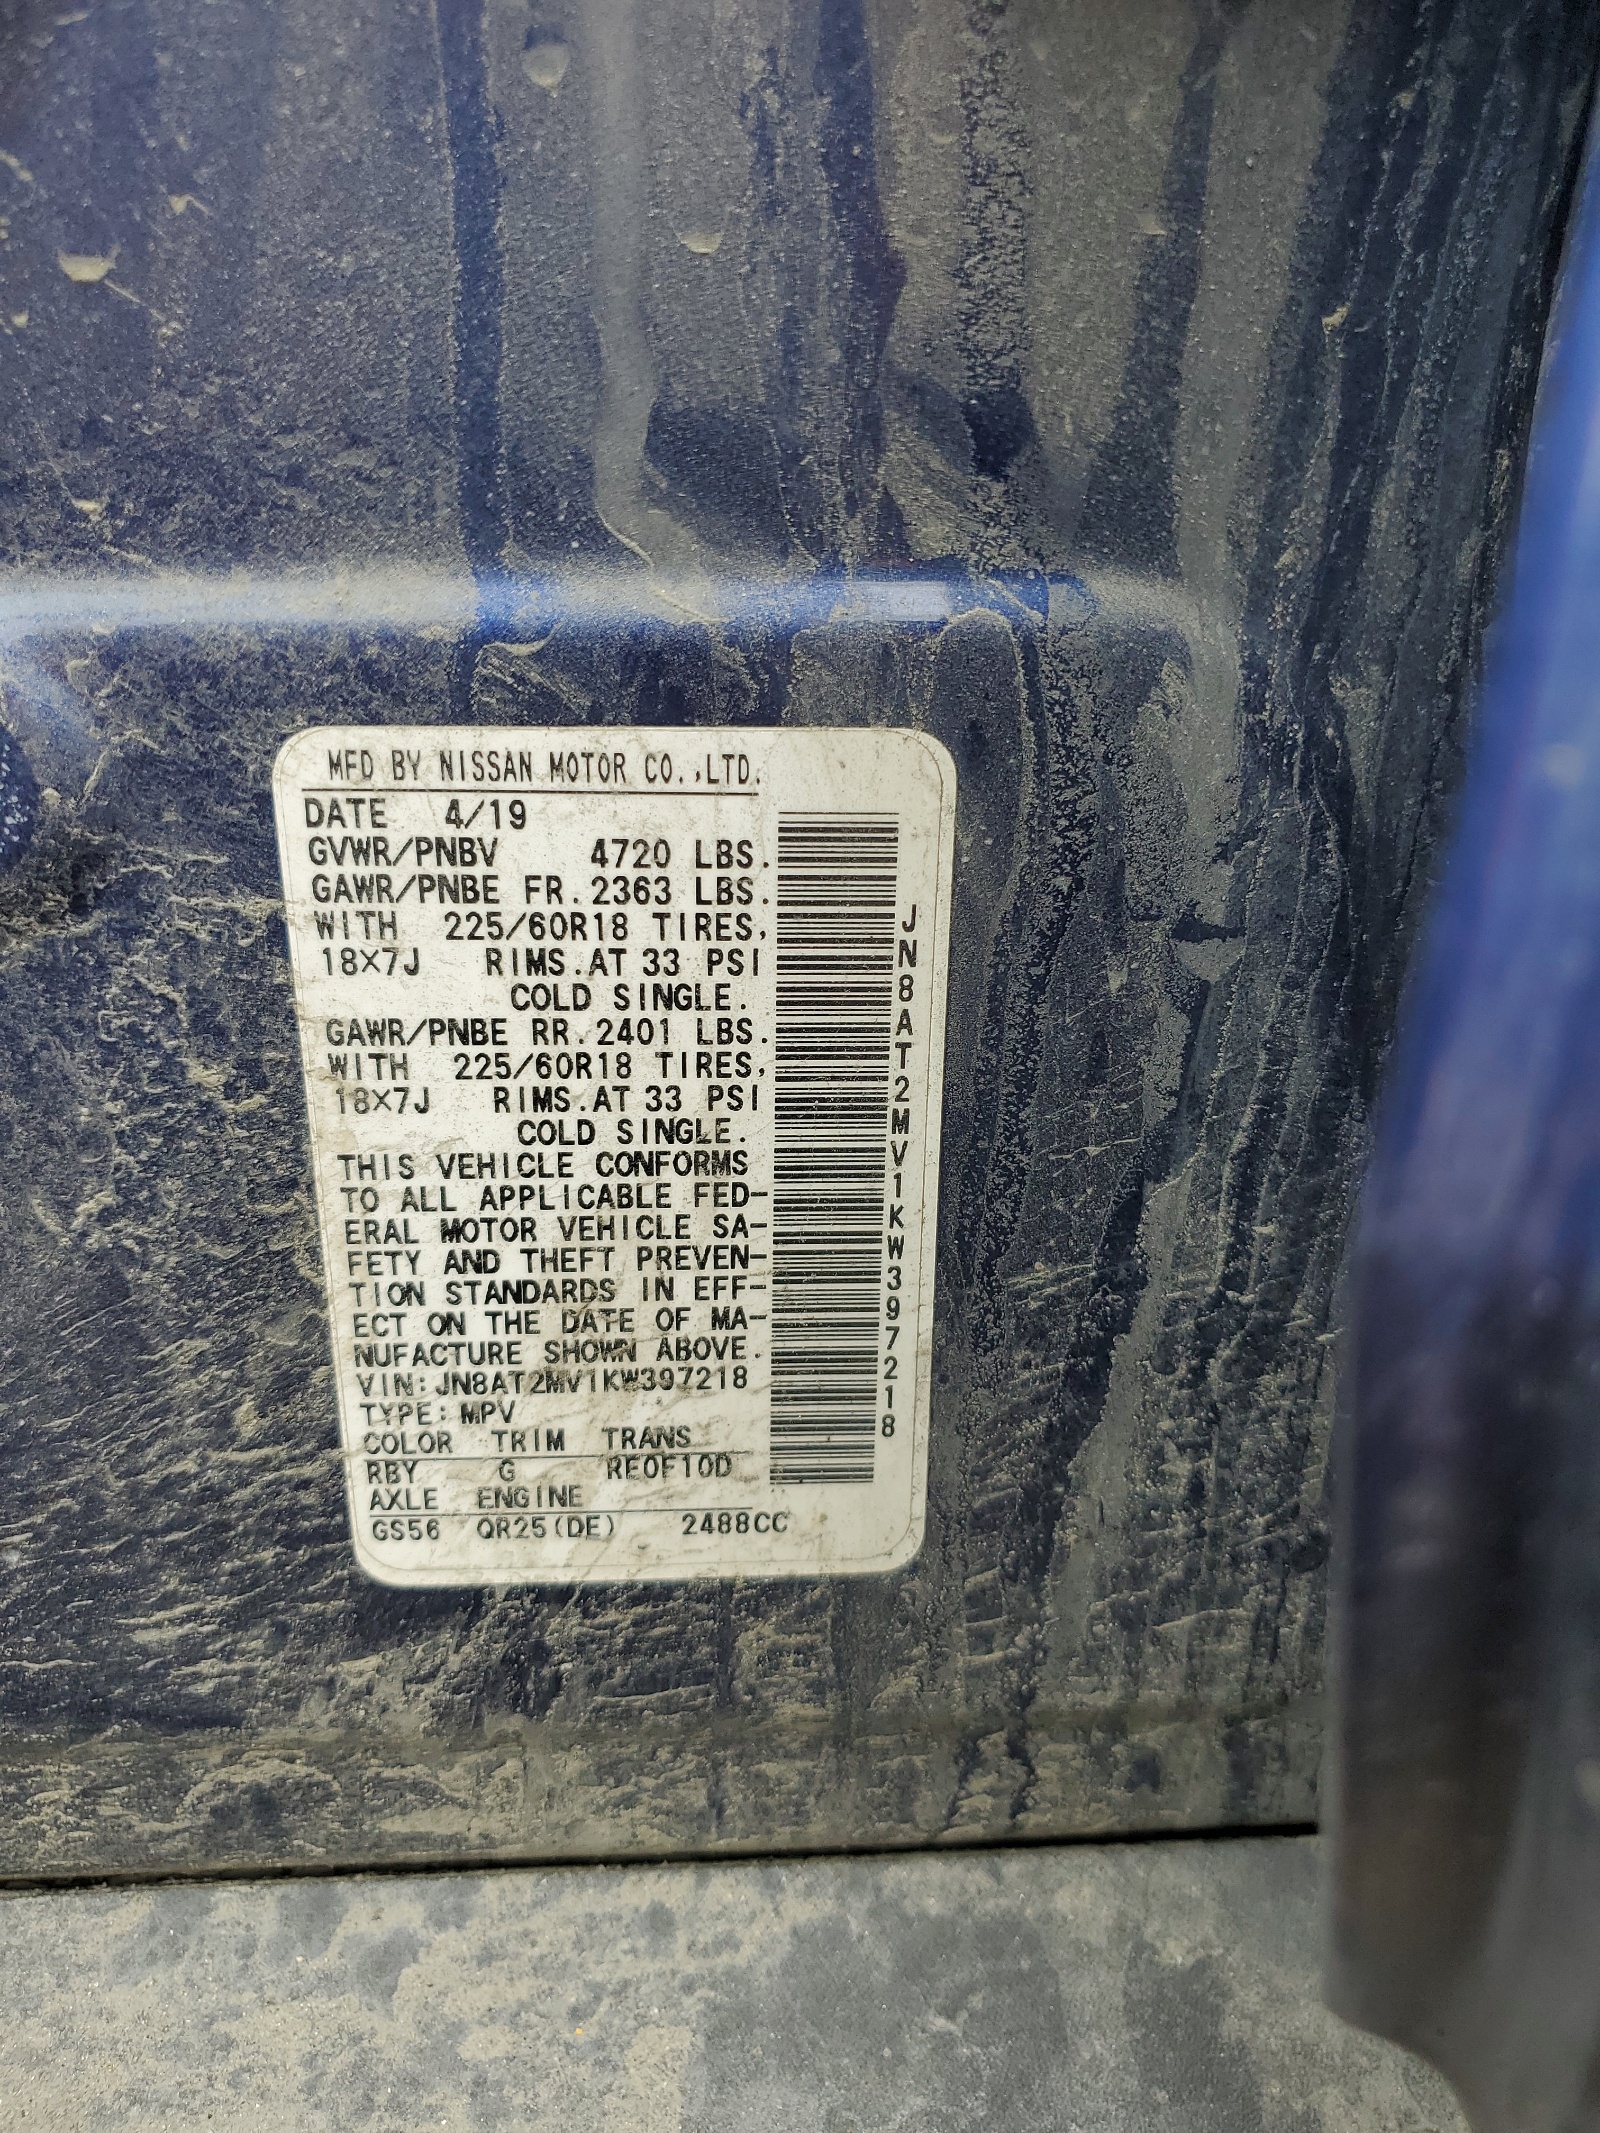 MFD BY NISSAN MOTOR CO.,LTD.
DATE 4/19
GVWR/PNBV 4720 LBS.
GAWR/PNBE FR.2363 LBS.
WITH 225/60R18 TIRES,
18X7J RIMS.AT 33 PSI
COLD SINGLE.
GAWR/PNBE RR.2401 LBS.
WITH 225/60R18 TIRES,
18X7J RIMS.AT 33 PSI
COLD SINGLE.
THIS VEHICLE CONFORMS
TO ALL APPLICABLE FED-
ERAL MOTOR VEHICLE SA-
FETY AND THEFT PREVEN-
TION STANDARDS IN EFF-
ECT ON THE DATE OF MA-
NUFACTURE SHOWN ABOVE.
VIN:JN8AT2MV1KW397218
TYPE:MPV
COLOR TRIM TRANS
RBY G RE0F10D
AXLE ENGINE
GS56 QR25(DE) 2488CC
JN8AT2MV1KW397218